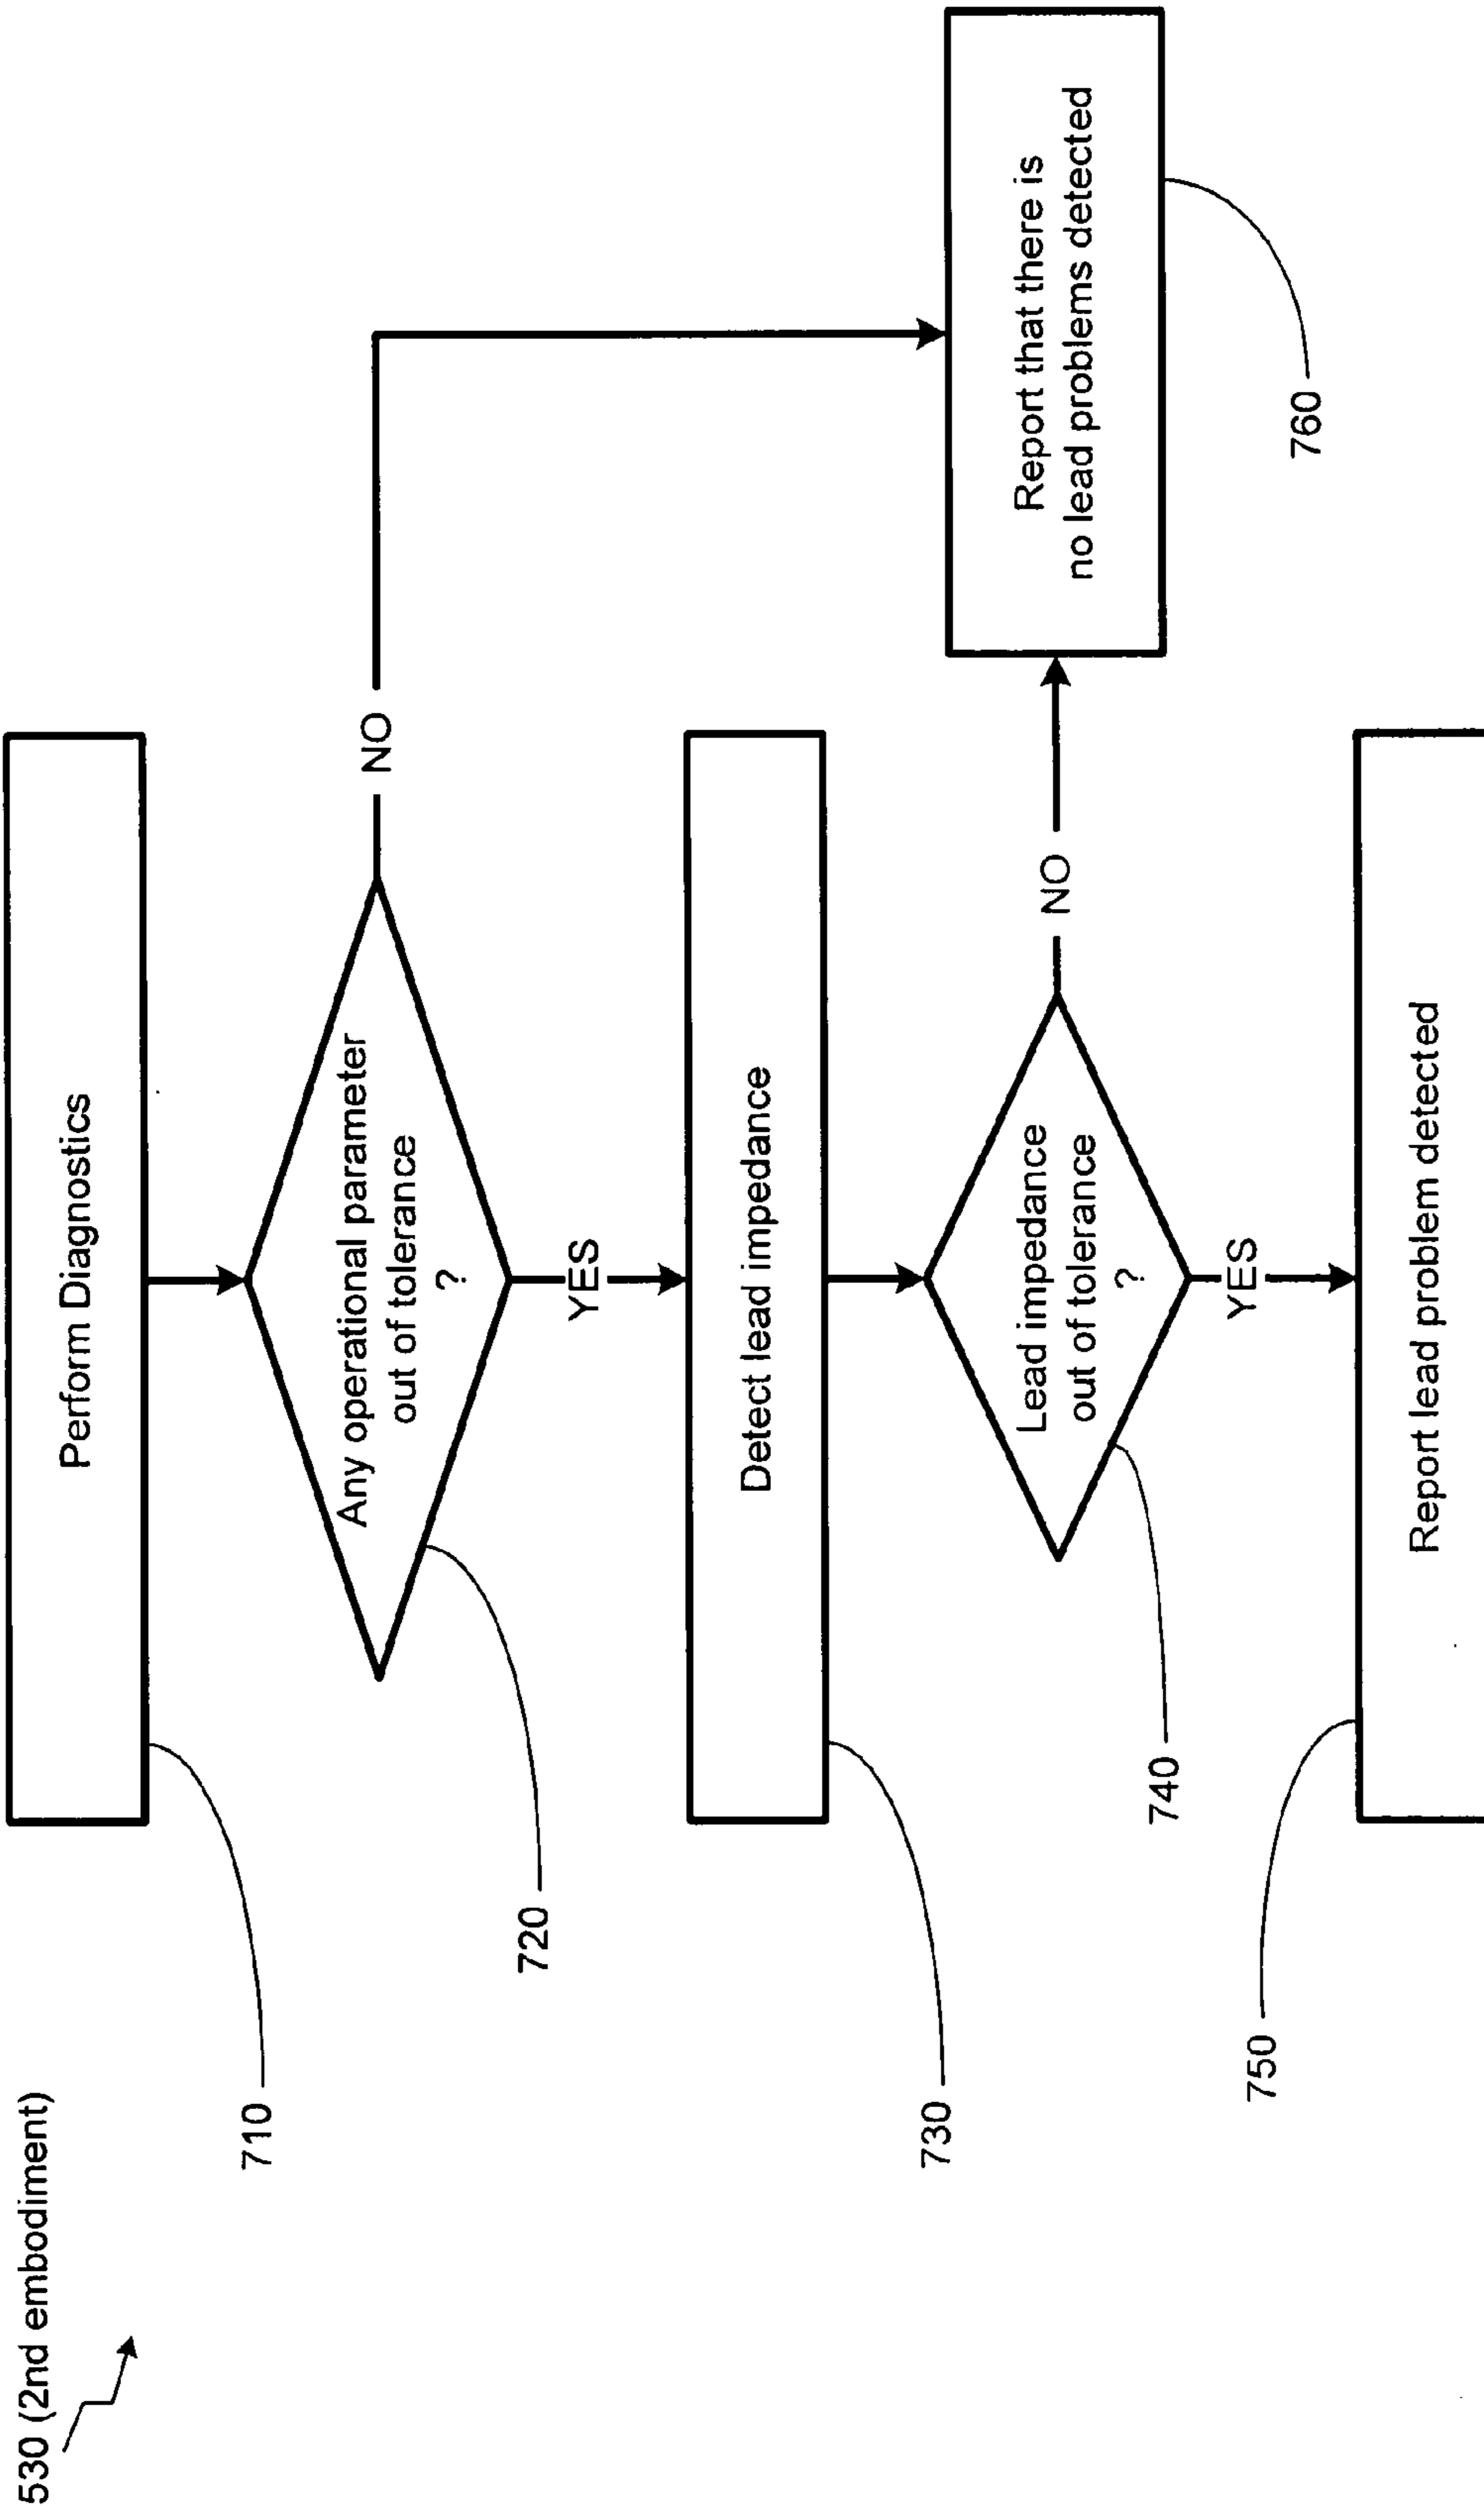 530 (2nd embodiment)
Perform Diagnostics
710
Any operational parameter
out of tolerance
?
NO
720
YES
Detect lead impedance
730
Lead impedance
out of tolerance
?
NO
Report that there is
no lead problems detected
740
760
YES
750
Report lead problem detected